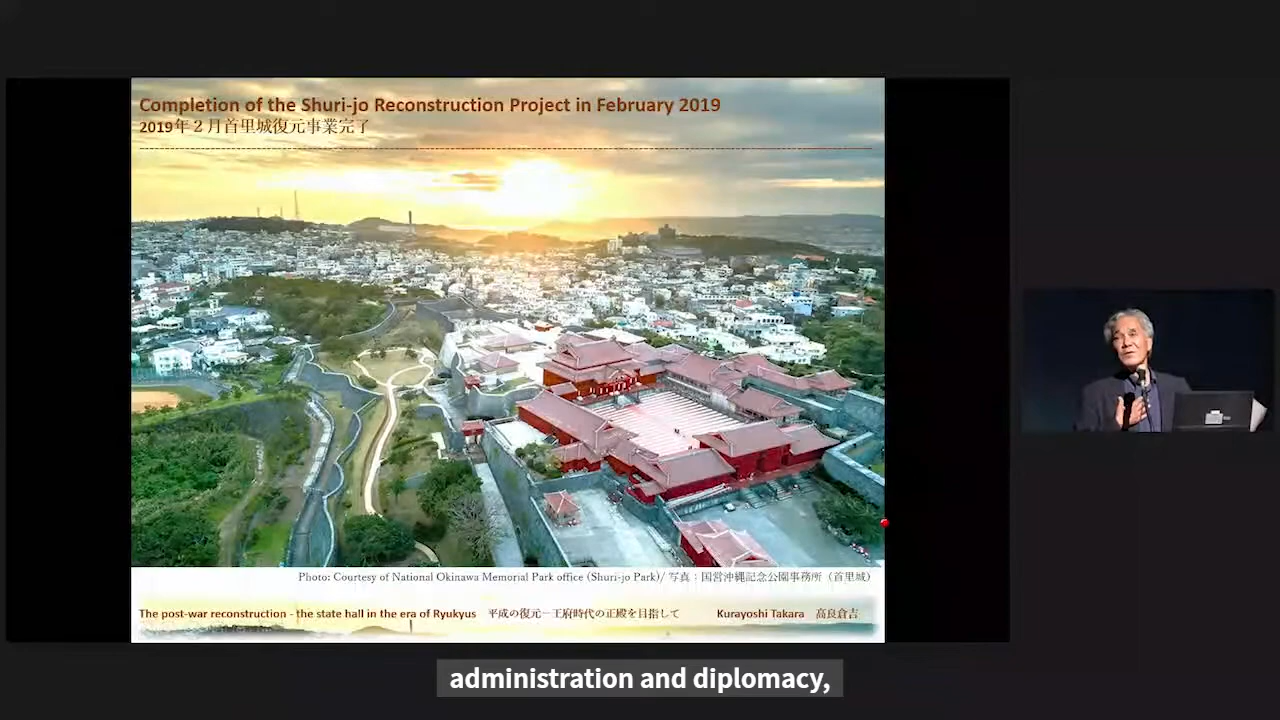 Completion of the Shuri-jo Reconstruction Project in February 2019
2019年２月首里城復元事業完了
Photo: Courtesy of National Okinawa Memorial Park office (Shuri-jo Park)/ 写真：国営沖縄記念公園事務所（首里城）
The post-war reconstruction - the state hall in the era of Ryukyus 平成の復元－王府時代の正殿を目指して Kurayoshi Takara 高良倉吉
administration and diplomacy,